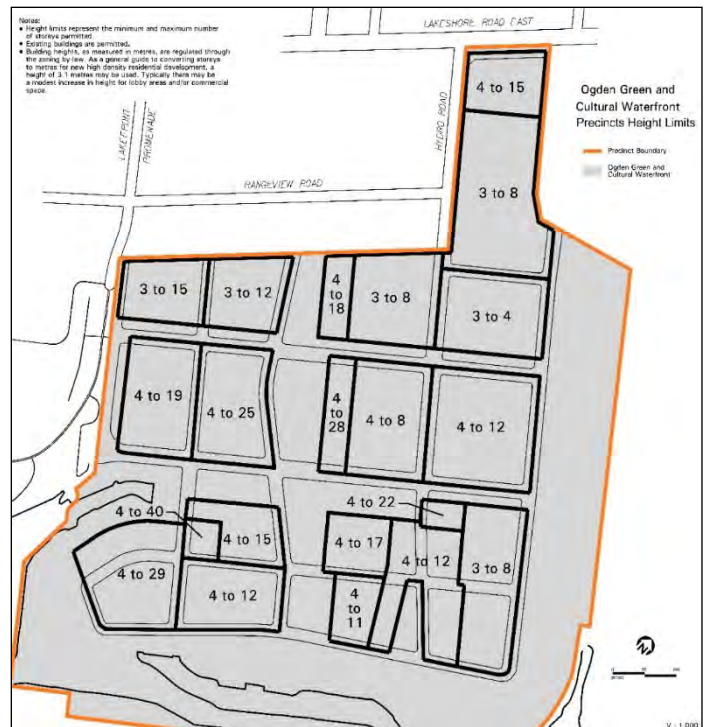 Notes:
• Height limits represent the minimum and maximum number
of storeys permitted.
• Existing buildings are permitted.
• Building heights, as measured in metres, are regulated through
the zoning by-law. As a general guide to converting storeys
to metres for new high density residential development, a
height of 3.1 metres may be used. Typically there may be
a modest increase in height for lobby areas and/or commercial
space.
LAKESHORE ROAD EAST
LAKEFRONT
PROMENADE
HYDRO ROAD
RANGEVIEW ROAD
Ogden Green and
Cultural Waterfront
Precincts Height Limits
Precinct Boundary
Ogden Green and
Cultural Waterfront
4 to 15
3 to 8
3 to 15
3 to 12
4
to
18
3 to 8
3 to 4
4 to 19
4 to 25
4
to
28
4 to 8
4 to 12
4 to 40
4 to 15
4 to 22
4 to 17
4 to 12
3 to 8
4 to 29
4 to 12
4
to
11